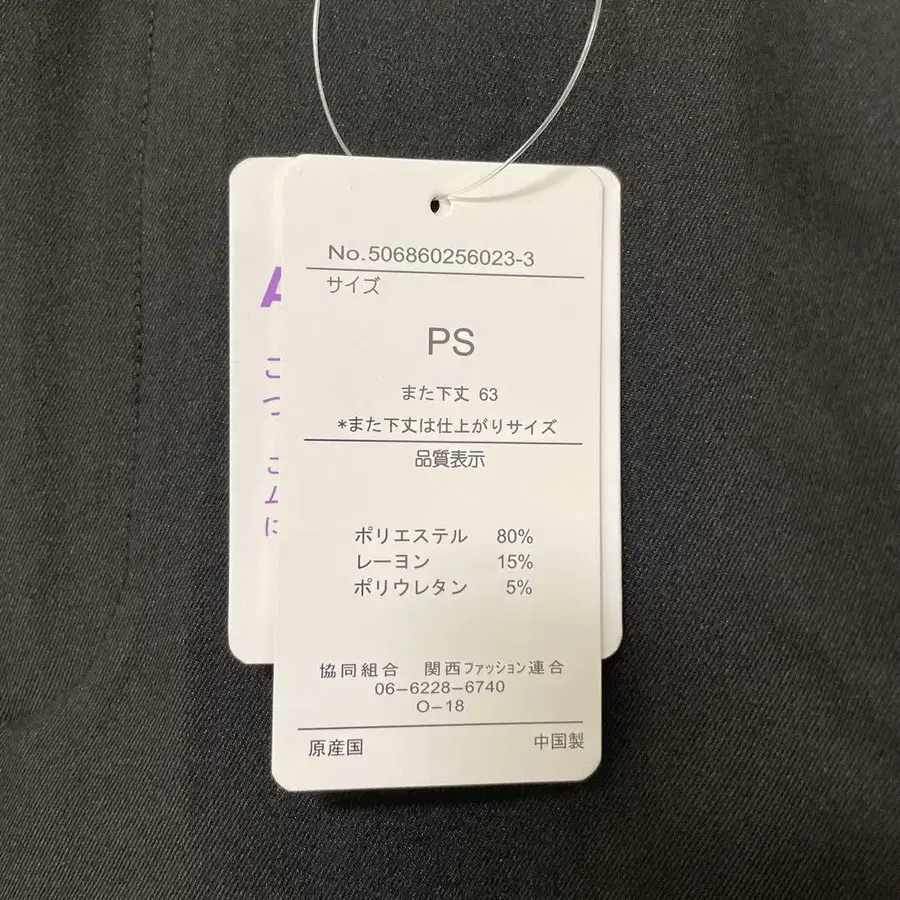 No.506860256023-3
サイズ
PS
また下丈 63
*また下丈は仕上がりサイズ
品質表示
ポリエステル 80%
レーヨン 15%
ポリウレタン 5%
協同組合 関西ファッション連合
06-6228-6740
O-18
原産国 中国製